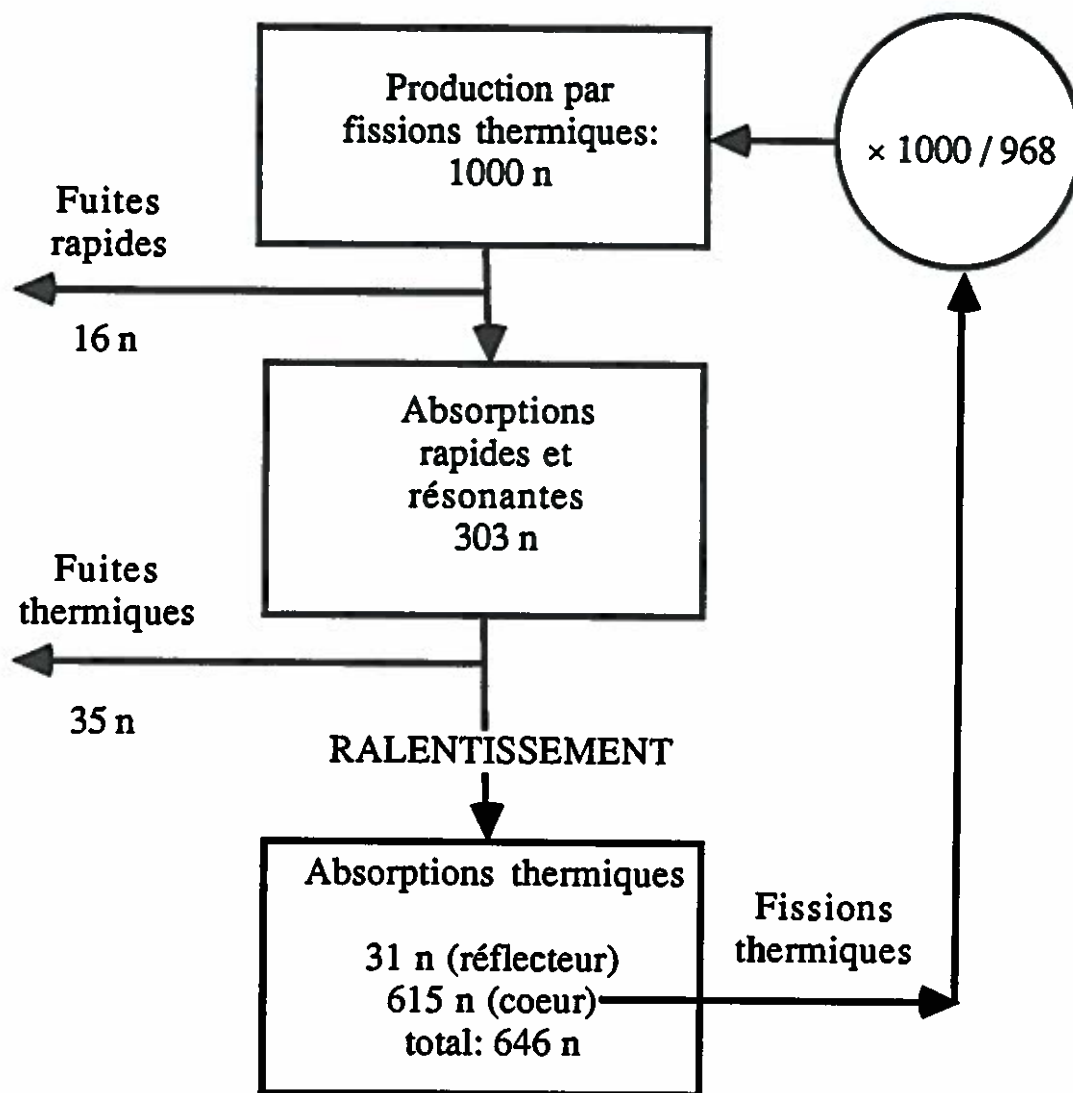 Production par
fissions thermiques:
1000 n
× 1000 / 968
Fuites
rapides
16 n
Absorptions
rapides et
résonantes
303 n
Fuites
thermiques
35 n
RALENTISSEMENT
Absorptions thermiques
31 n (réflecteur)
615 n (coeur)
total: 646 n
Fissions
thermiques